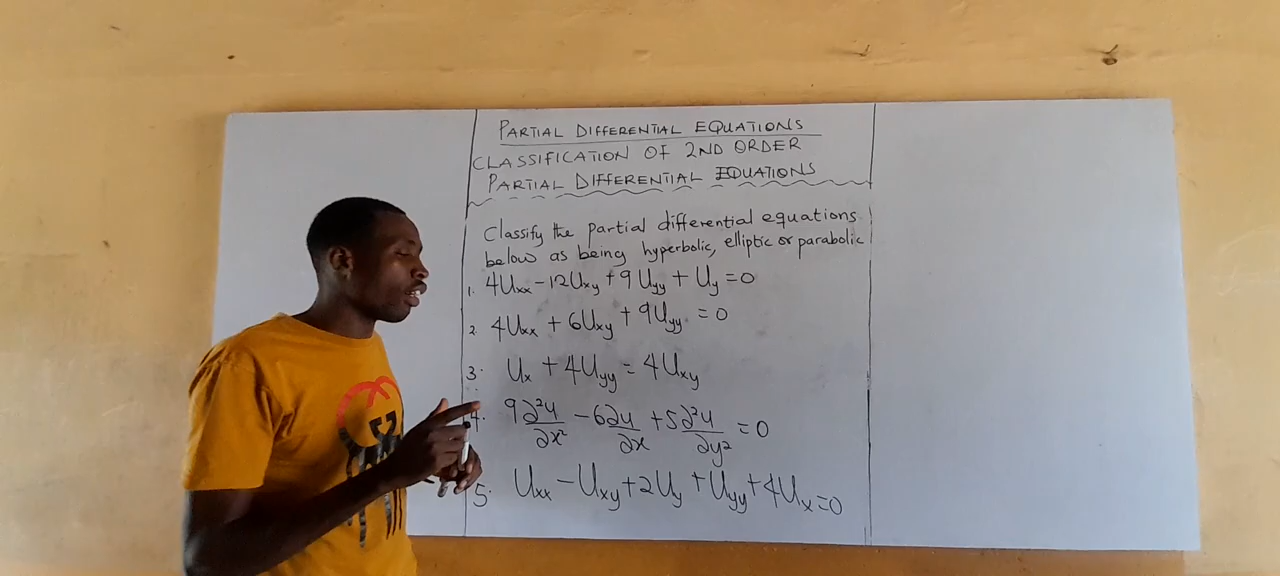 PARTIAL DIFFERENTIAL EQUATIONS
CLASSIFICATION OF 2ND ORDER
PARTIAL DIFFERENTIAL EQUATIONS
Classify the partial differential equations
below as being hyperbolic, elliptic or parabolic
1. 4Uxx - 12Uxy + 9Uyy + Uy = 0
2. 4Uxx + 6Uxy + 9Uyy = 0
3. Ux + 4Uyy = 4Uxy
4. 9∂²u/∂x² - 6∂u/∂x + 5∂²u/∂y² = 0
5. Uxx - Uxy + 2Uy + Uyy + 4Ux = 0